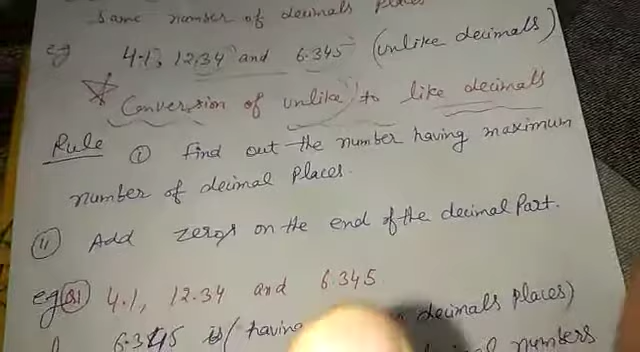 same number of decimals places
eg 4.1, 12.34 and 6.345 (unlike decimals)
Conversion of unlike to like decimals
Rule (i) Find out the number having maximum
number of decimal places.
(ii) Add zeros on the end of the decimal Part.
eg (Q1) 4.1, 12.34 and 6.345
6.345 is (having decimals places)
numbers